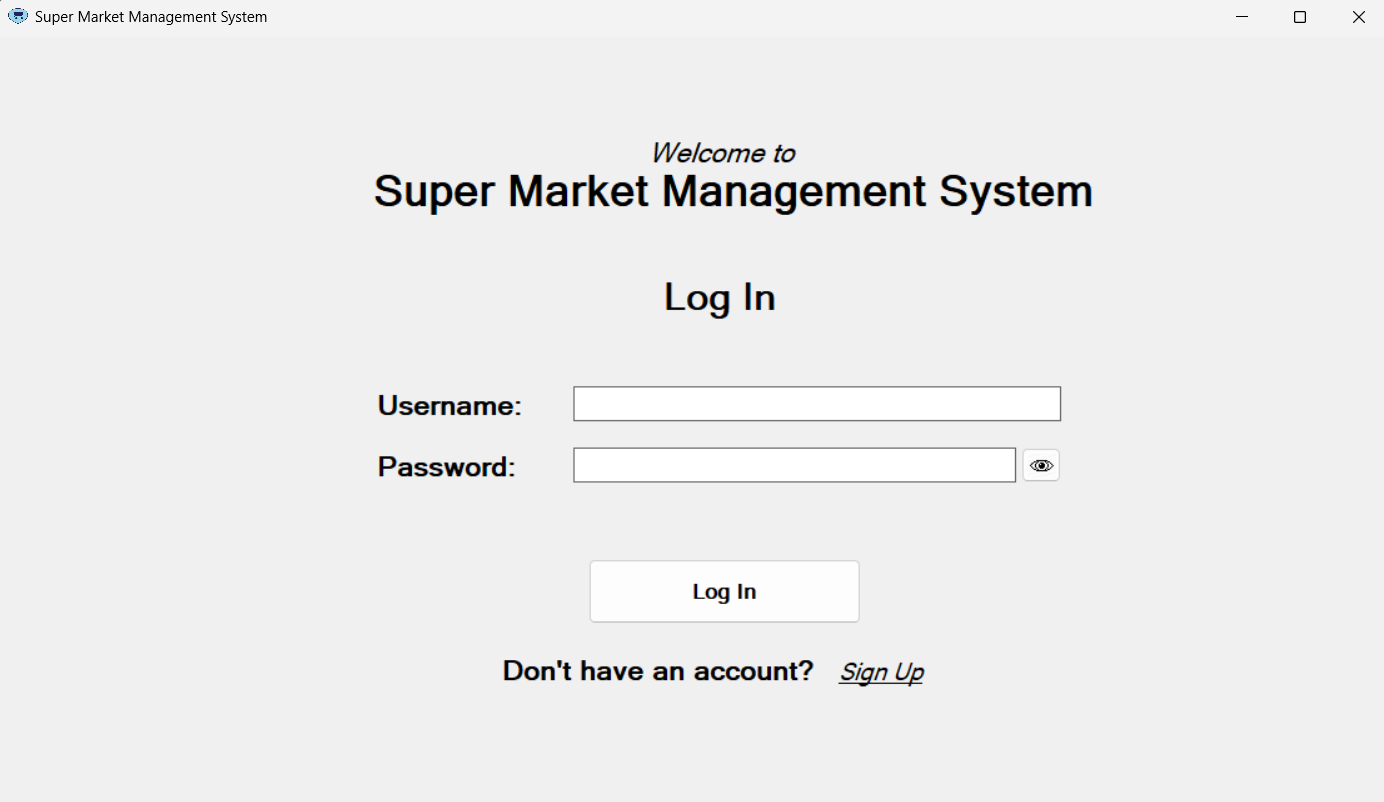 Super Market Management System
Welcome to
Super Market Management System
Log In
Username:
Password:
Log In
Don't have an account? Sign Up